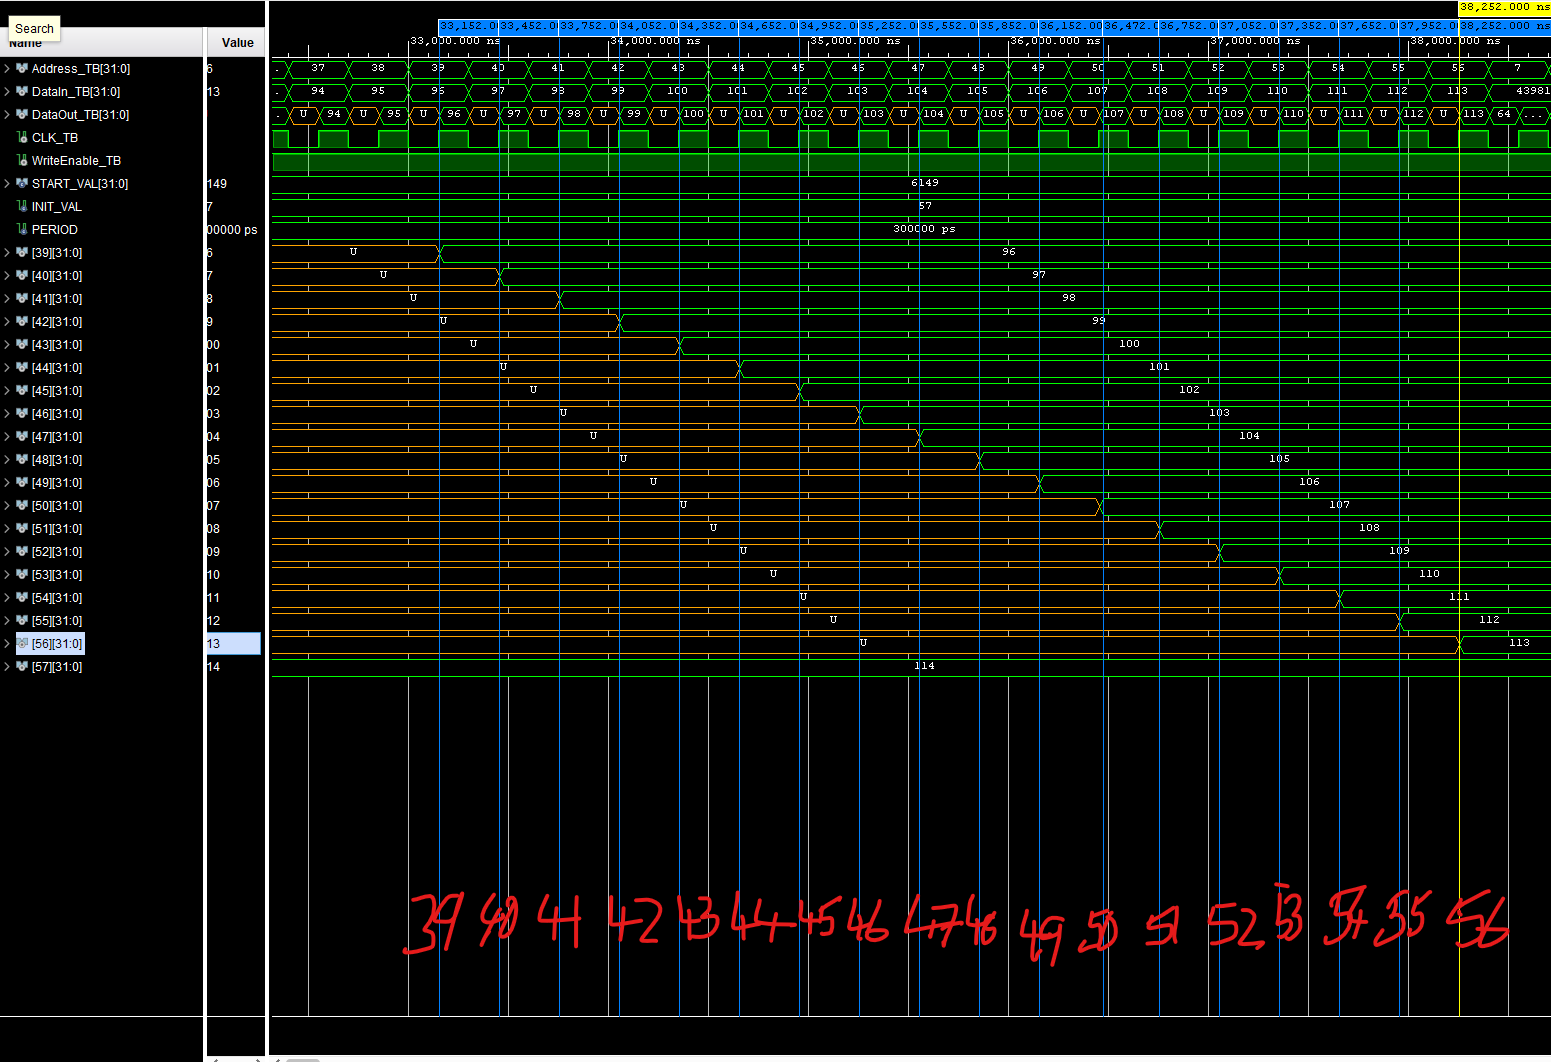 38,252.000 ns
Search
33,152.0 33,452.0 33,752.0 34,052.0 34,352.0 34,652.0 34,952.0 35,252.0 35,552.0 35,852.0 36,152.0 36,472.0 36,752.0 37,052.0 37,352.0 37,652.0 37,952.0 38,252.000 ns
Name Value 33,000.000 ns 34,000.000 ns 35,000.000 ns 36,000.000 ns 37,000.000 ns 38,000.000 ns
Address_TB[31:0] 6 37 38 39 40 41 42 43 44 45 46 47 48 49 50 51 52 53 54 55 56 7
DataIn_TB[31:0] 13 94 95 96 97 98 99 100 101 102 103 104 105 106 107 108 109 110 111 112 113 43981
DataOut_TB[31:0] U 94 U 95 U 96 U 97 U 98 U 99 U 100 U 101 U 102 U 103 U 104 U 105 U 106 U 107 U 108 U 109 U 110 U 111 U 112 U 113 64 ...
CLK_TB
WriteEnable_TB
START_VAL[31:0] 149 6149
INIT_VAL 7 57
PERIOD 00000 ps 300000 ps
[39][31:0] 6 U 96
[40][31:0] 7 U 97
[41][31:0] 8 U 98
[42][31:0] 9 U 99
[43][31:0] 00 U 100
[44][31:0] 01 U 101
[45][31:0] 02 U 102
[46][31:0] 03 U 103
[47][31:0] 04 U 104
[48][31:0] 05 U 105
[49][31:0] 06 U 106
[50][31:0] 07 U 107
[51][31:0] 08 U 108
[52][31:0] 09 U 109
[53][31:0] 10 U 110
[54][31:0] 11 U 111
[55][31:0] 12 U 112
[56][31:0] 13 U 113
[57][31:0] 14 114
39 40 41 42 43 44 45 46 47 48 49 50 51 52 53 54 55 56